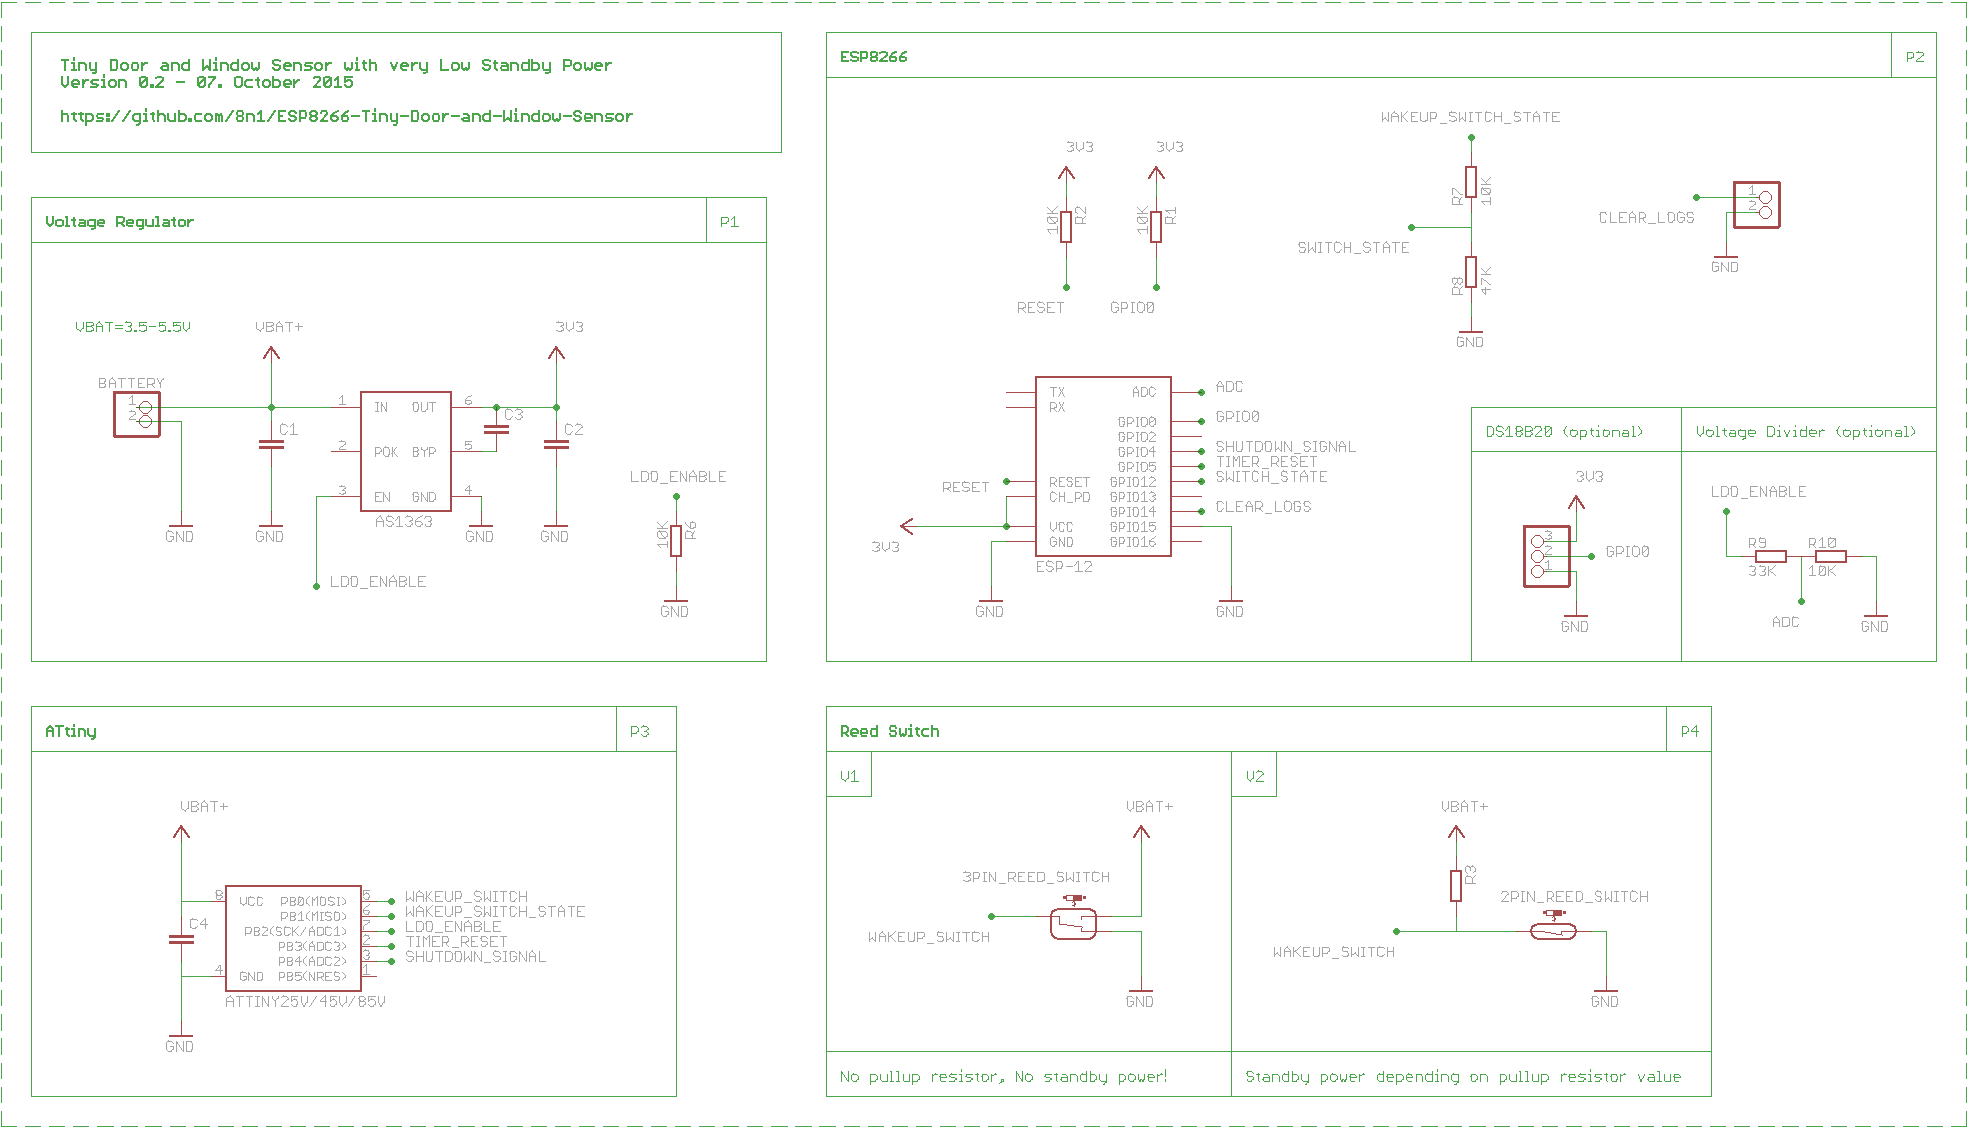 Tiny Door and Window Sensor with very Low Standby Power
Version 0.2 - 07. October 2015
https://github.com/8n1/ESP8266-Tiny-Door-and-Window-Sensor
Voltage Regulator
P1
VBAT=3.5-5.5V
VBAT+
3V3
BATTERY
1
2
C1
1
2
3
IN
POK
EN
OUT
BYP
GND
6
5
4
AS1363
C3
C2
GND
GND
GND
GND
LDO_ENABLE
LDO_ENABLE
10K
R6
GND
ESP8266
P2
3V3
10K
R2
RESET
3V3
10K
R1
GPIO0
WAKEUP_SWITCH_STATE
R7
10K
SWITCH_STATE
R8
47K
GND
CLEAR_LOGS
1
2
GND
TX
RX
RESET
CH_PD
VCC
GND
ADC
GPIO0
GPIO2
GPIO4
GPIO5
GPIO12
GPIO13
GPIO14
GPIO15
GPIO16
ESP-12
RESET
3V3
GND
ADC
GPIO0
SHUTDOWN_SIGNAL
TIMER_RESET
SWITCH_STATE
CLEAR_LOGS
GND
DS18B20 (optional)
3V3
3
2
1
GPIO0
GND
Voltage Divider (optional)
LDO_ENABLE
R9
33K
R10
10K
ADC
GND
ATtiny
P3
VBAT+
C4
8
4
VCC
GND
PB0(MOSI)
PB1(MISO)
PB2(SCK/ADC1)
PB3(ADC3)
PB4(ADC2)
PB5(NRES)
5
6
7
2
3
1
WAKEUP_SWITCH
WAKEUP_SWITCH_STATE
LDO_ENABLE
TIMER_RESET
SHUTDOWN_SIGNAL
ATTINY25V/45V/85V
GND
Reed Switch
P4
V1
VBAT+
3PIN_REED_SWITCH
WAKEUP_SWITCH
GND
No pullup resistor, No standby power!
V2
VBAT+
R3
2PIN_REED_SWITCH
WAKEUP_SWITCH
GND
Standby power depending on pullup resistor value